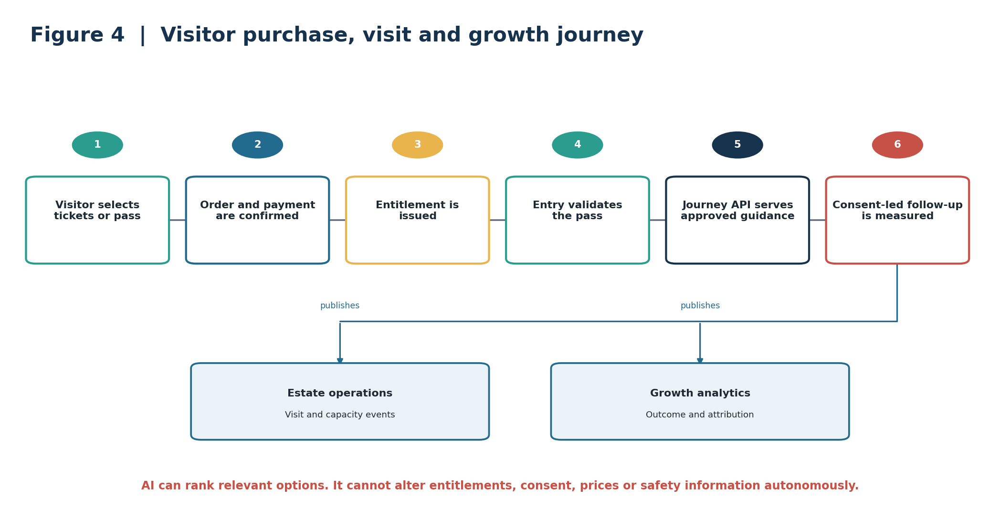 Figure 4 | Visitor purchase, visit and growth journey
1
2
3
4
5
6
Visitor selects
tickets or pass
Order and payment
are confirmed
Entitlement is
issued
Entry validates
the pass
Journey API serves
approved guidance
Consent-led follow-up
is measured
publishes
publishes
Estate operations
Visit and capacity events
Growth analytics
Outcome and attribution
AI can rank relevant options. It cannot alter entitlements, consent, prices or safety information autonomously.